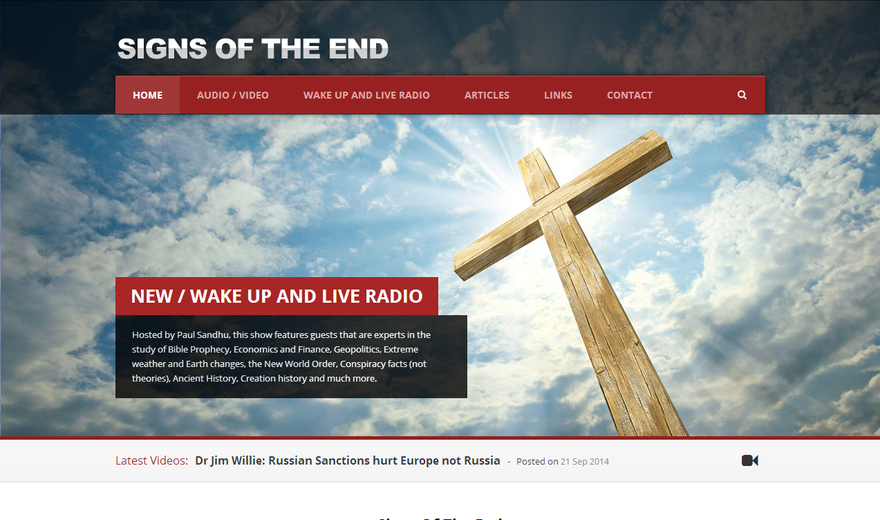 SIGNS OF THE END
HOME AUDIO / VIDEO WAKE UP AND LIVE RADIO ARTICLES LINKS CONTACT
NEW / WAKE UP AND LIVE RADIO
Hosted by Paul Sandhu, this show features guests that are experts in the
study of Bible Prophecy, Economics and Finance, Geopolitics, Extreme
weather and Earth changes, the New World Order, Conspiracy facts (not
theories), Ancient History, Creation history and much more.
Latest Videos: Dr Jim Willie: Russian Sanctions hurt Europe not Russia - Posted on 21 Sep 2014